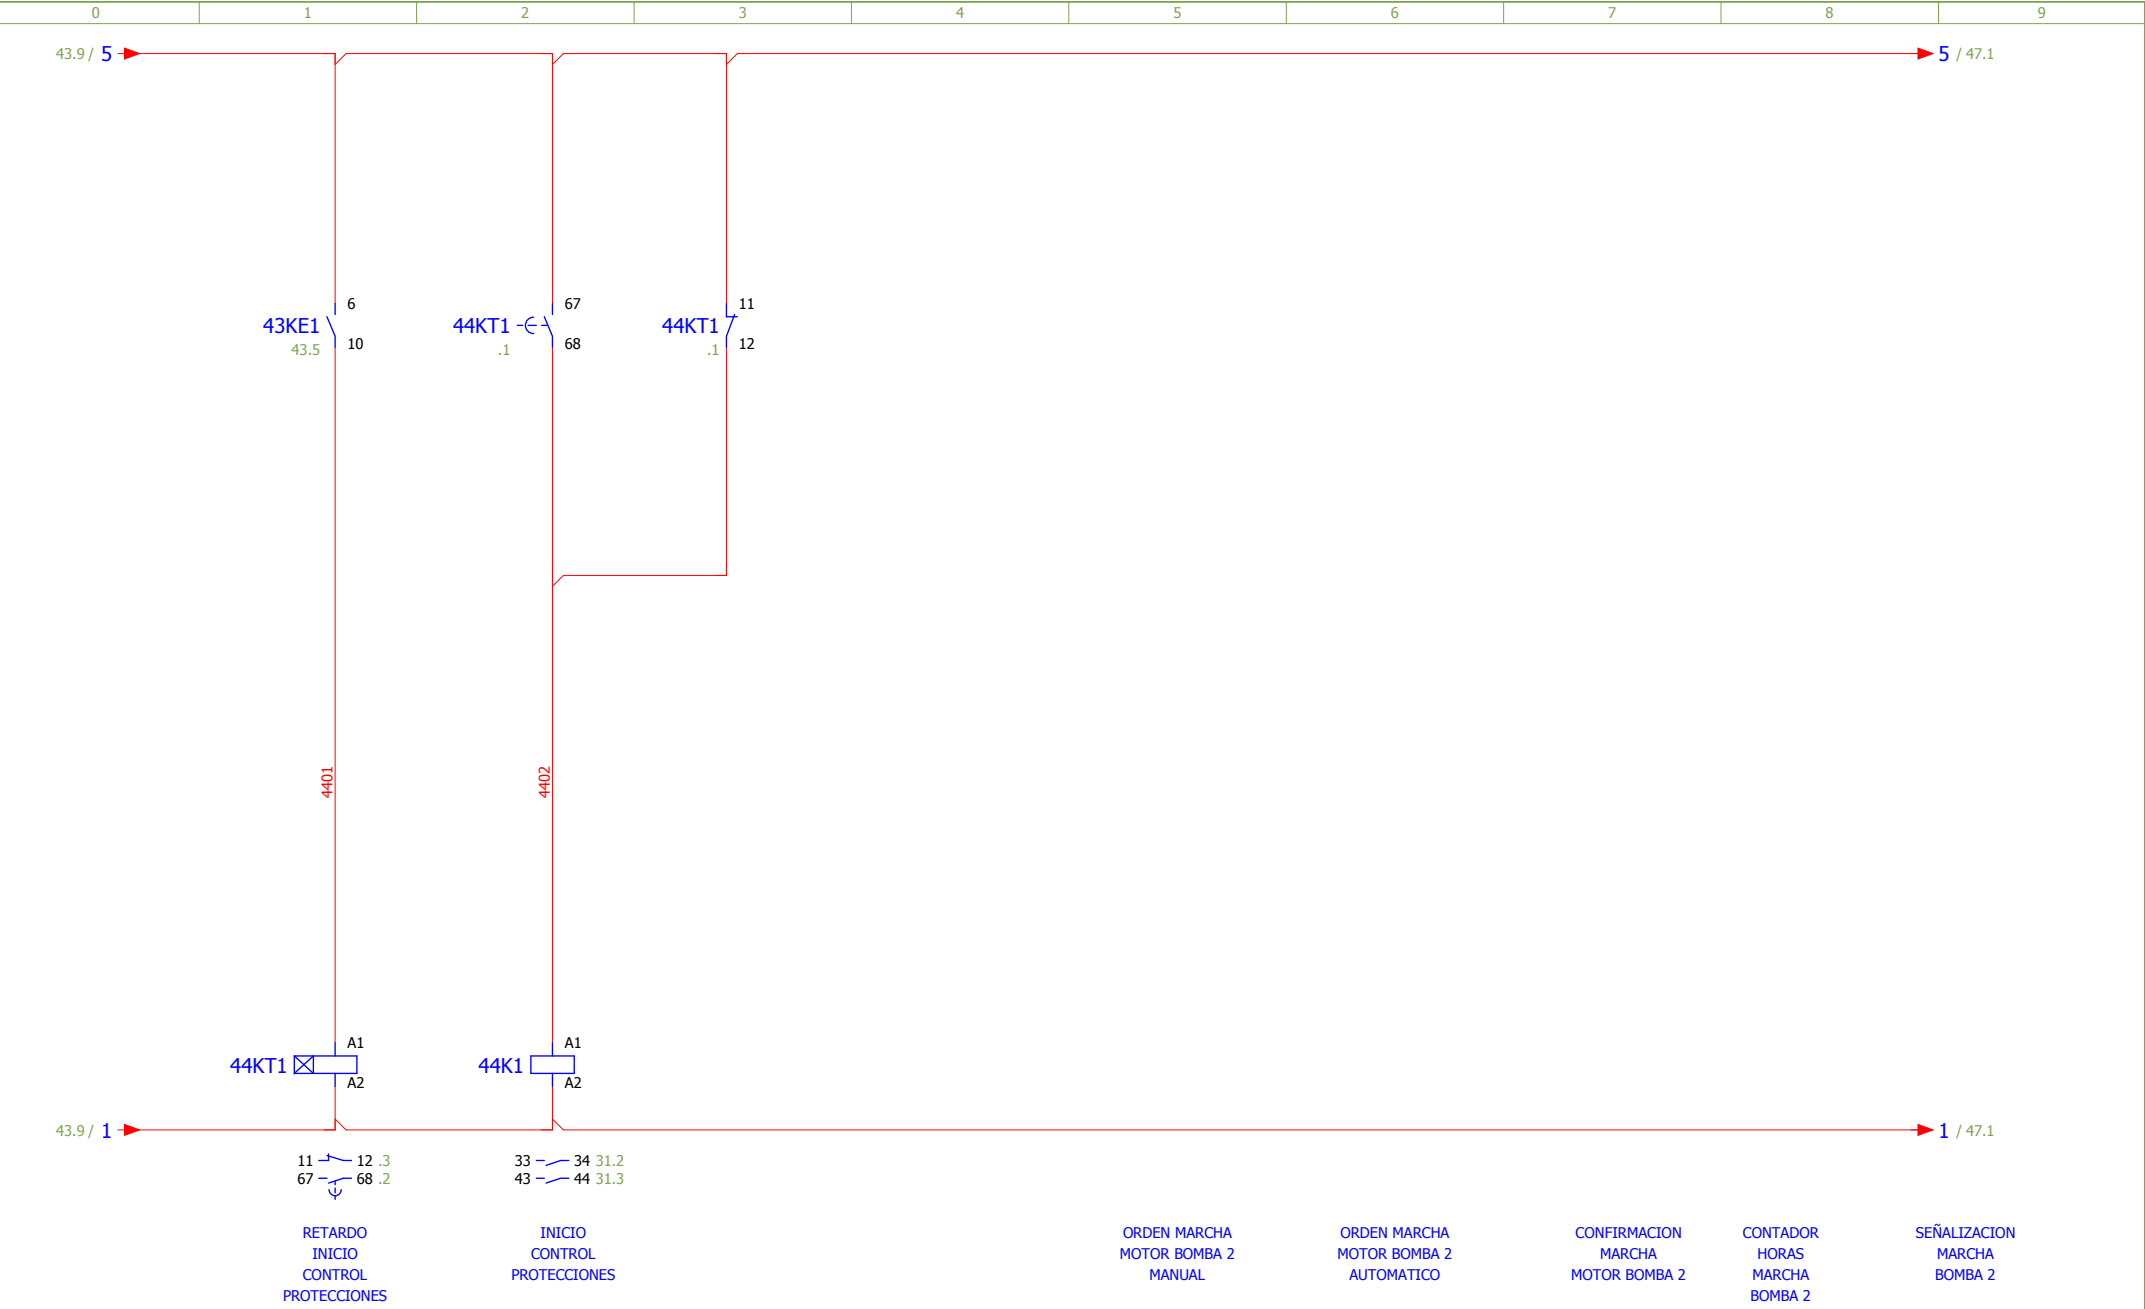 0 1 2 3 4 5 6 7 8 9
43.9 / 5 5 / 47.1
6 67 11
43KE1 44KT1 44KT1
43.5 10 .1 68 .1 12
4401 4402
A1 A1
44KT1 44K1
A2 A2
43.9 / 1 1 / 47.1
11 12 .3 33 34 31.2
67 68 .2 43 44 31.3
RETARDO
INICIO
CONTROL
PROTECCIONES
INICIO
CONTROL
PROTECCIONES
ORDEN MARCHA
MOTOR BOMBA 2
MANUAL
ORDEN MARCHA
MOTOR BOMBA 2
AUTOMATICO
CONFIRMACION
MARCHA
MOTOR BOMBA 2
CONTADOR
HORAS
MARCHA
BOMBA 2
SEÑALIZACION
MARCHA
BOMBA 2